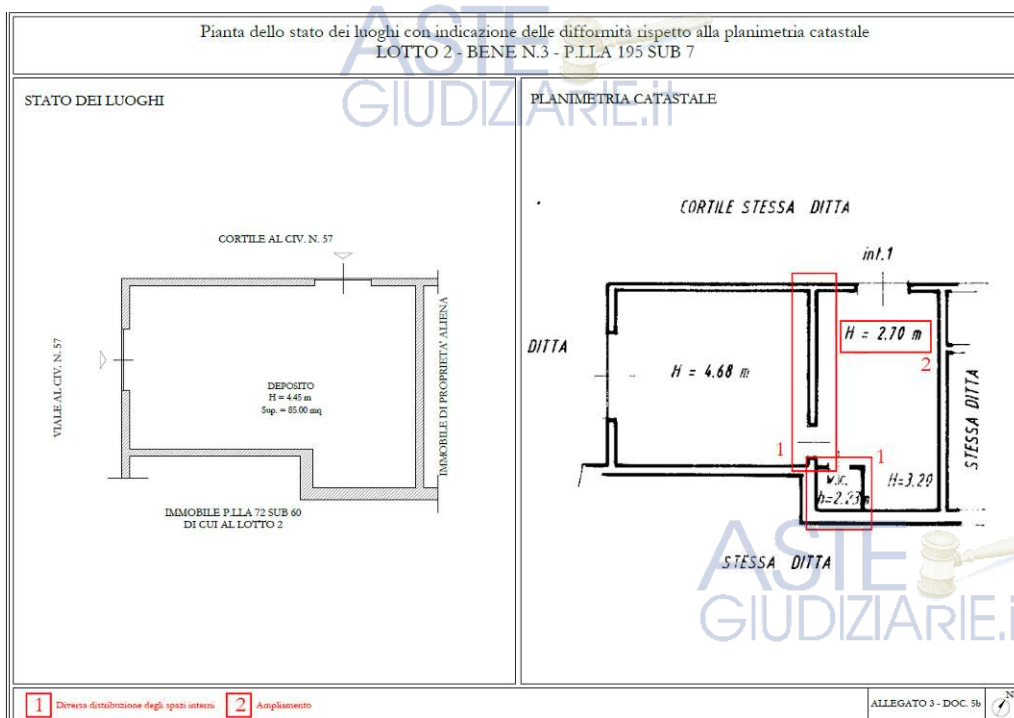 Pianta dello stato dei luoghi con indicazione delle difformità rispetto alla planimetria catastale
LOTTO 2 - BENE N.3 - P.LLA 195 SUB 7
ASTE
GIUDIZIARIE.it
STATO DEI LUOGHI
CORTILE AL CIV. N. 57
VIALE AL CIV. N. 57
DEPOSITO
H = 4.45 m
Sup. = 85.00 mq
IMMOBILE DI PROPRIETA' ALIENA
IMMOBILE P.LLA 72 SUB 60
DI CUI AL LOTTO 2
PLANIMETRIA CATASTALE
CORTILE STESSA DITTA
int.1
DITTA
H = 4.68 m
H = 2.70 m
2
STESSA DITTA
1
1
w.c.
h=2.23m
H=3.20
STESSA DITTA
ASTE
GIUDIZIARIE.i
1 Diversa distribuzione degli spazi interni 2 Ampliamento
ALLEGATO 3 - DOC. 5b
N